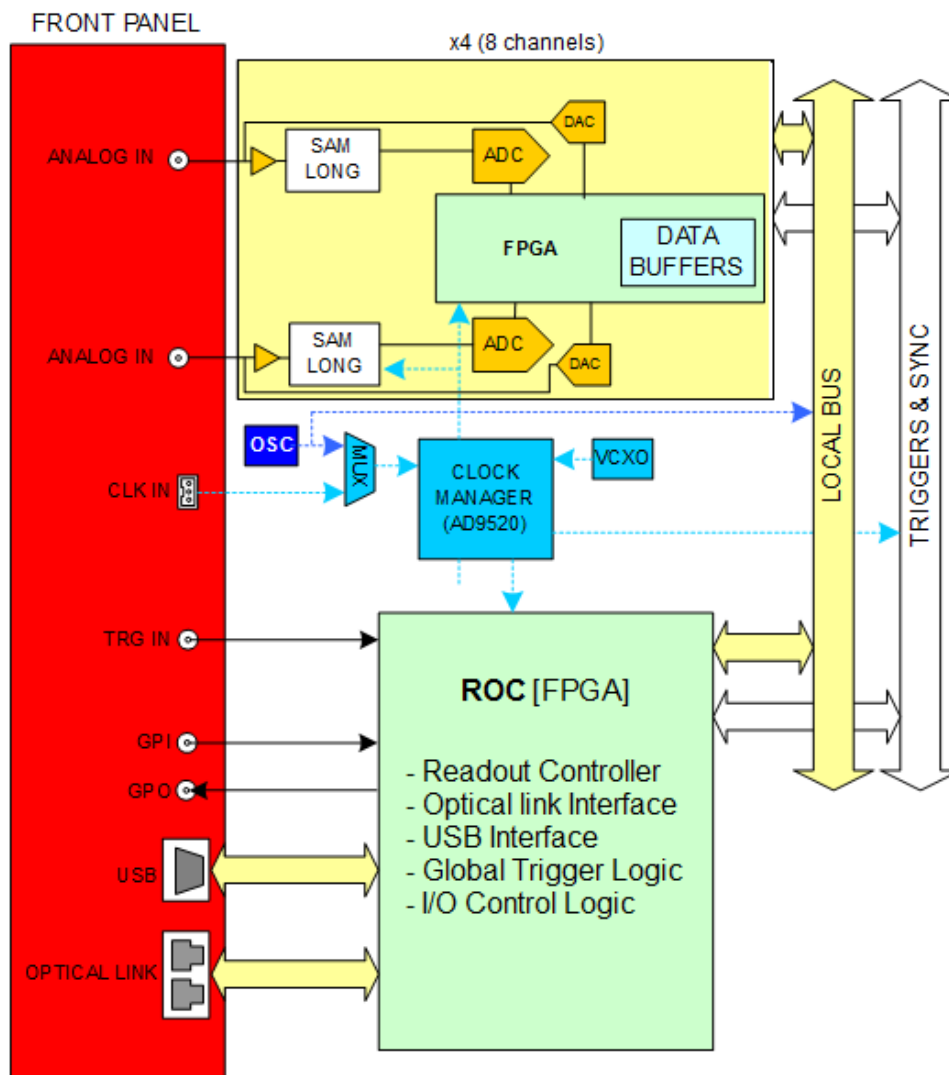 FRONT PANEL
x4 (8 channels)
ANALOG IN
SAM
LONG
ADC
DAC
FPGA
DATA
BUFFERS
ANALOG IN
SAM
LONG
ADC
DAC
OSC
MUX
CLK IN
CLOCK
MANAGER
(AD9520)
VCXO
LOCAL BUS
TRIGGERS & SYNC
TRG IN
GPI
GPO
USB
OPTICAL LINK
ROC [FPGA]
- Readout Controller
- Optical link Interface
- USB Interface
- Global Trigger Logic
- I/O Control Logic